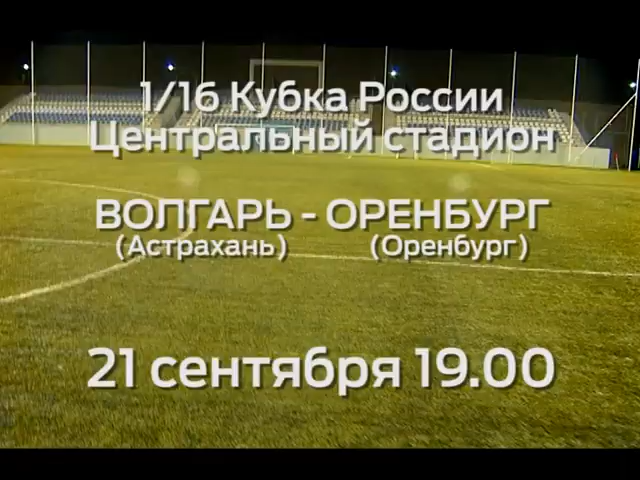 1/16 Кубка России
Центральный стадион
ВОЛГАРЬ - ОРЕНБУРГ
(Астрахань) (Оренбург)
21 сентября 19.00